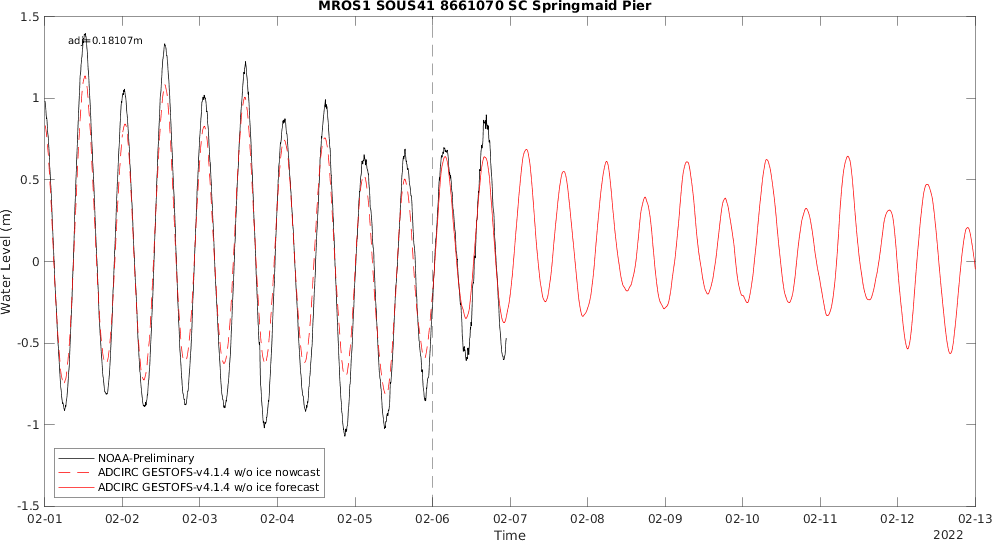 MROS1 SOUS41 8661070 SC Springmaid Pier
adj=0.18107m
1.5
1
0.5
0
-0.5
-1
-1.5
Water Level (m)
NOAA-Preliminary
ADCIRC GESTOFS-v4.1.4 w/o ice nowcast
ADCIRC GESTOFS-v4.1.4 w/o ice forecast
02-01 02-02 02-03 02-04 02-05 02-06 02-07 02-08 02-09 02-10 02-11 02-12 02-13
Time
2022